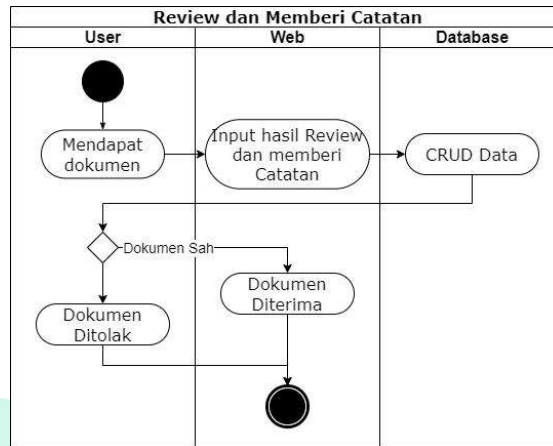 Review dan Memberi Catatan
User
Web
Database
Mendapat
dokumen
Input hasil Review
dan memberi
Catatan
CRUD Data
Dokumen Sah
Dokumen
Diterima
Dokumen
Ditolak